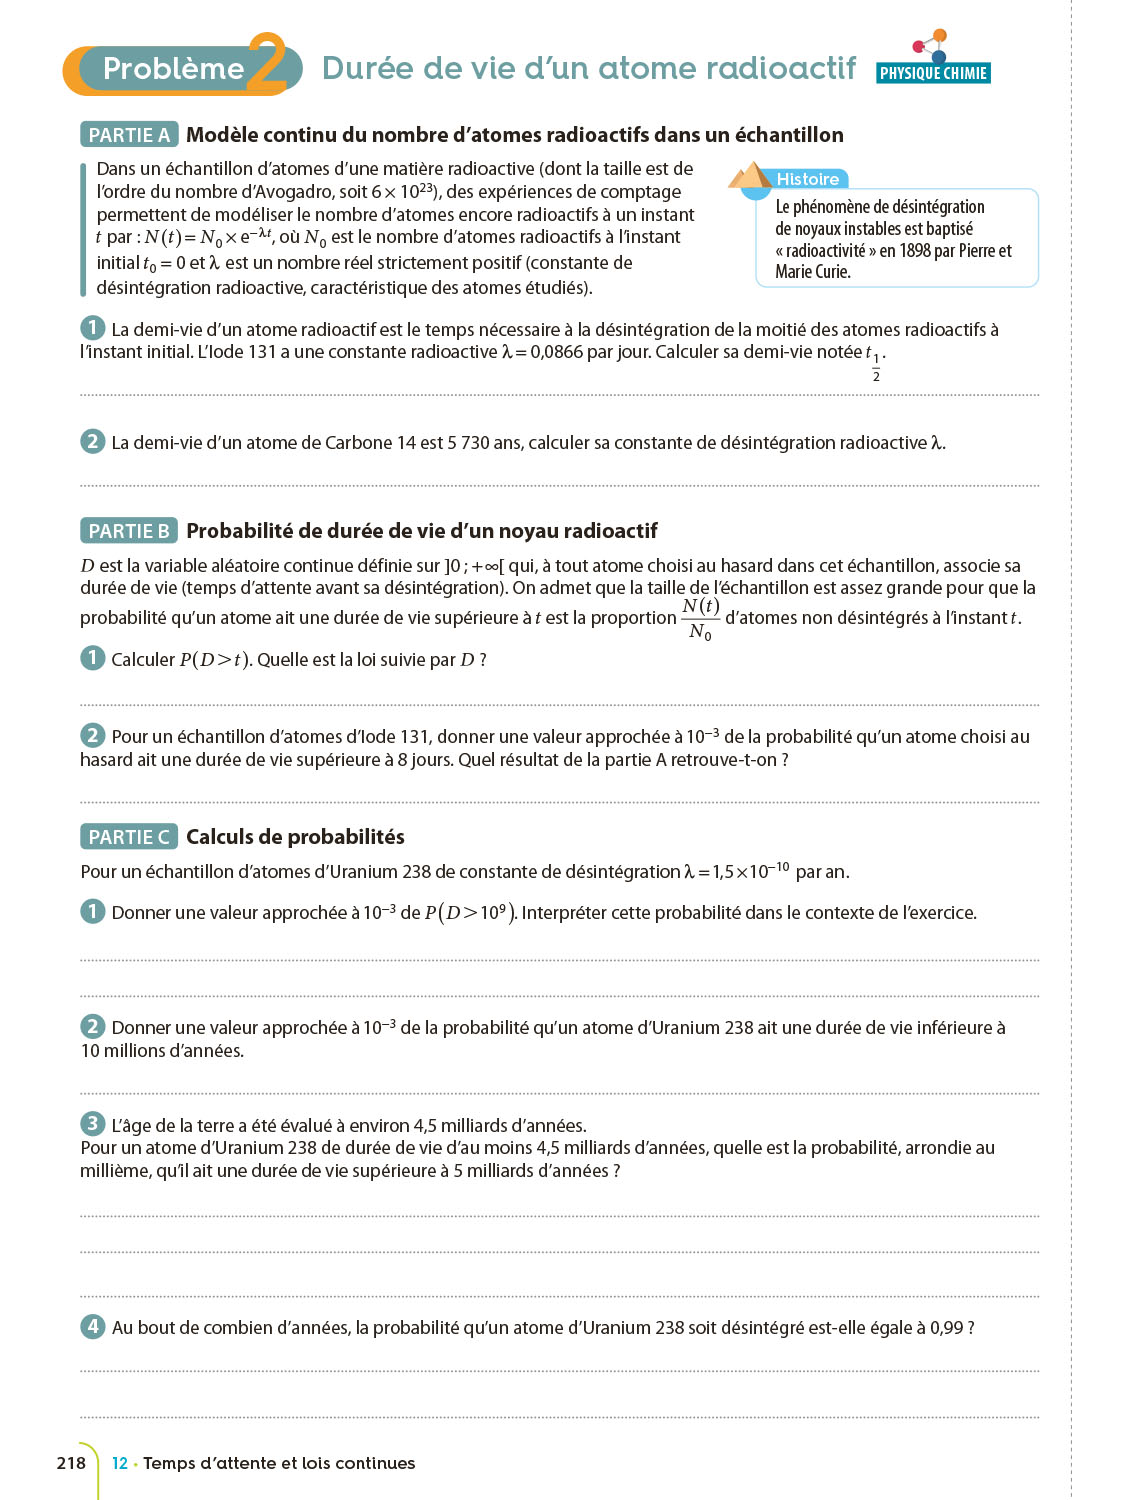 Problème 2 Durée de vie d'un atome radioactif
PHYSIQUE CHIMIE
PARTIE A Modèle continu du nombre d'atomes radioactifs dans un échantillon
Dans un échantillon d'atomes d'une matière radioactive (dont la taille est de
l'ordre du nombre d'Avogadro, soit 6 × 10²³), des expériences de comptage
permettent de modéliser le nombre d'atomes encore radioactifs à un instant
t par : N(t) = N₀ × e^(−λt), où N₀ est le nombre d'atomes radioactifs à l'instant
initial t₀ = 0 et λ est un nombre réel strictement positif (constante de
désintégration radioactive, caractéristique des atomes étudiés).
Histoire
Le phénomène de désintégration
de noyaux instables est baptisé
« radioactivité » en 1898 par Pierre et
Marie Curie.
1 La demi-vie d'un atome radioactif est le temps nécessaire à la désintégration de la moitié des atomes radioactifs à
l'instant initial. L'Iode 131 a une constante radioactive λ = 0,0866 par jour. Calculer sa demi-vie notée t_(1/2).
2 La demi-vie d'un atome de Carbone 14 est 5 730 ans, calculer sa constante de désintégration radioactive λ.
PARTIE B Probabilité de durée de vie d'un noyau radioactif
D est la variable aléatoire continue définie sur ]0 ; +∞[ qui, à tout atome choisi au hasard dans cet échantillon, associe sa
durée de vie (temps d'attente avant sa désintégration). On admet que la taille de l'échantillon est assez grande pour que la
probabilité qu'un atome ait une durée de vie supérieure à t est la proportion N(t)/N₀ d'atomes non désintégrés à l'instant t.
1 Calculer P(D > t). Quelle est la loi suivie par D ?
2 Pour un échantillon d'atomes d'Iode 131, donner une valeur approchée à 10⁻³ de la probabilité qu'un atome choisi au
hasard ait une durée de vie supérieure à 8 jours. Quel résultat de la partie A retrouve-t-on ?
PARTIE C Calculs de probabilités
Pour un échantillon d'atomes d'Uranium 238 de constante de désintégration λ = 1,5 × 10⁻¹⁰ par an.
1 Donner une valeur approchée à 10⁻³ de P(D > 10⁹). Interpréter cette probabilité dans le contexte de l'exercice.
2 Donner une valeur approchée à 10⁻³ de la probabilité qu'un atome d'Uranium 238 ait une durée de vie inférieure à
10 millions d'années.
3 L'âge de la terre a été évalué à environ 4,5 milliards d'années.
Pour un atome d'Uranium 238 de durée de vie d'au moins 4,5 milliards d'années, quelle est la probabilité, arrondie au
millième, qu'il ait une durée de vie supérieure à 5 milliards d'années ?
4 Au bout de combien d'années, la probabilité qu'un atome d'Uranium 238 soit désintégré est-elle égale à 0,99 ?
218 12 • Temps d'attente et lois continues